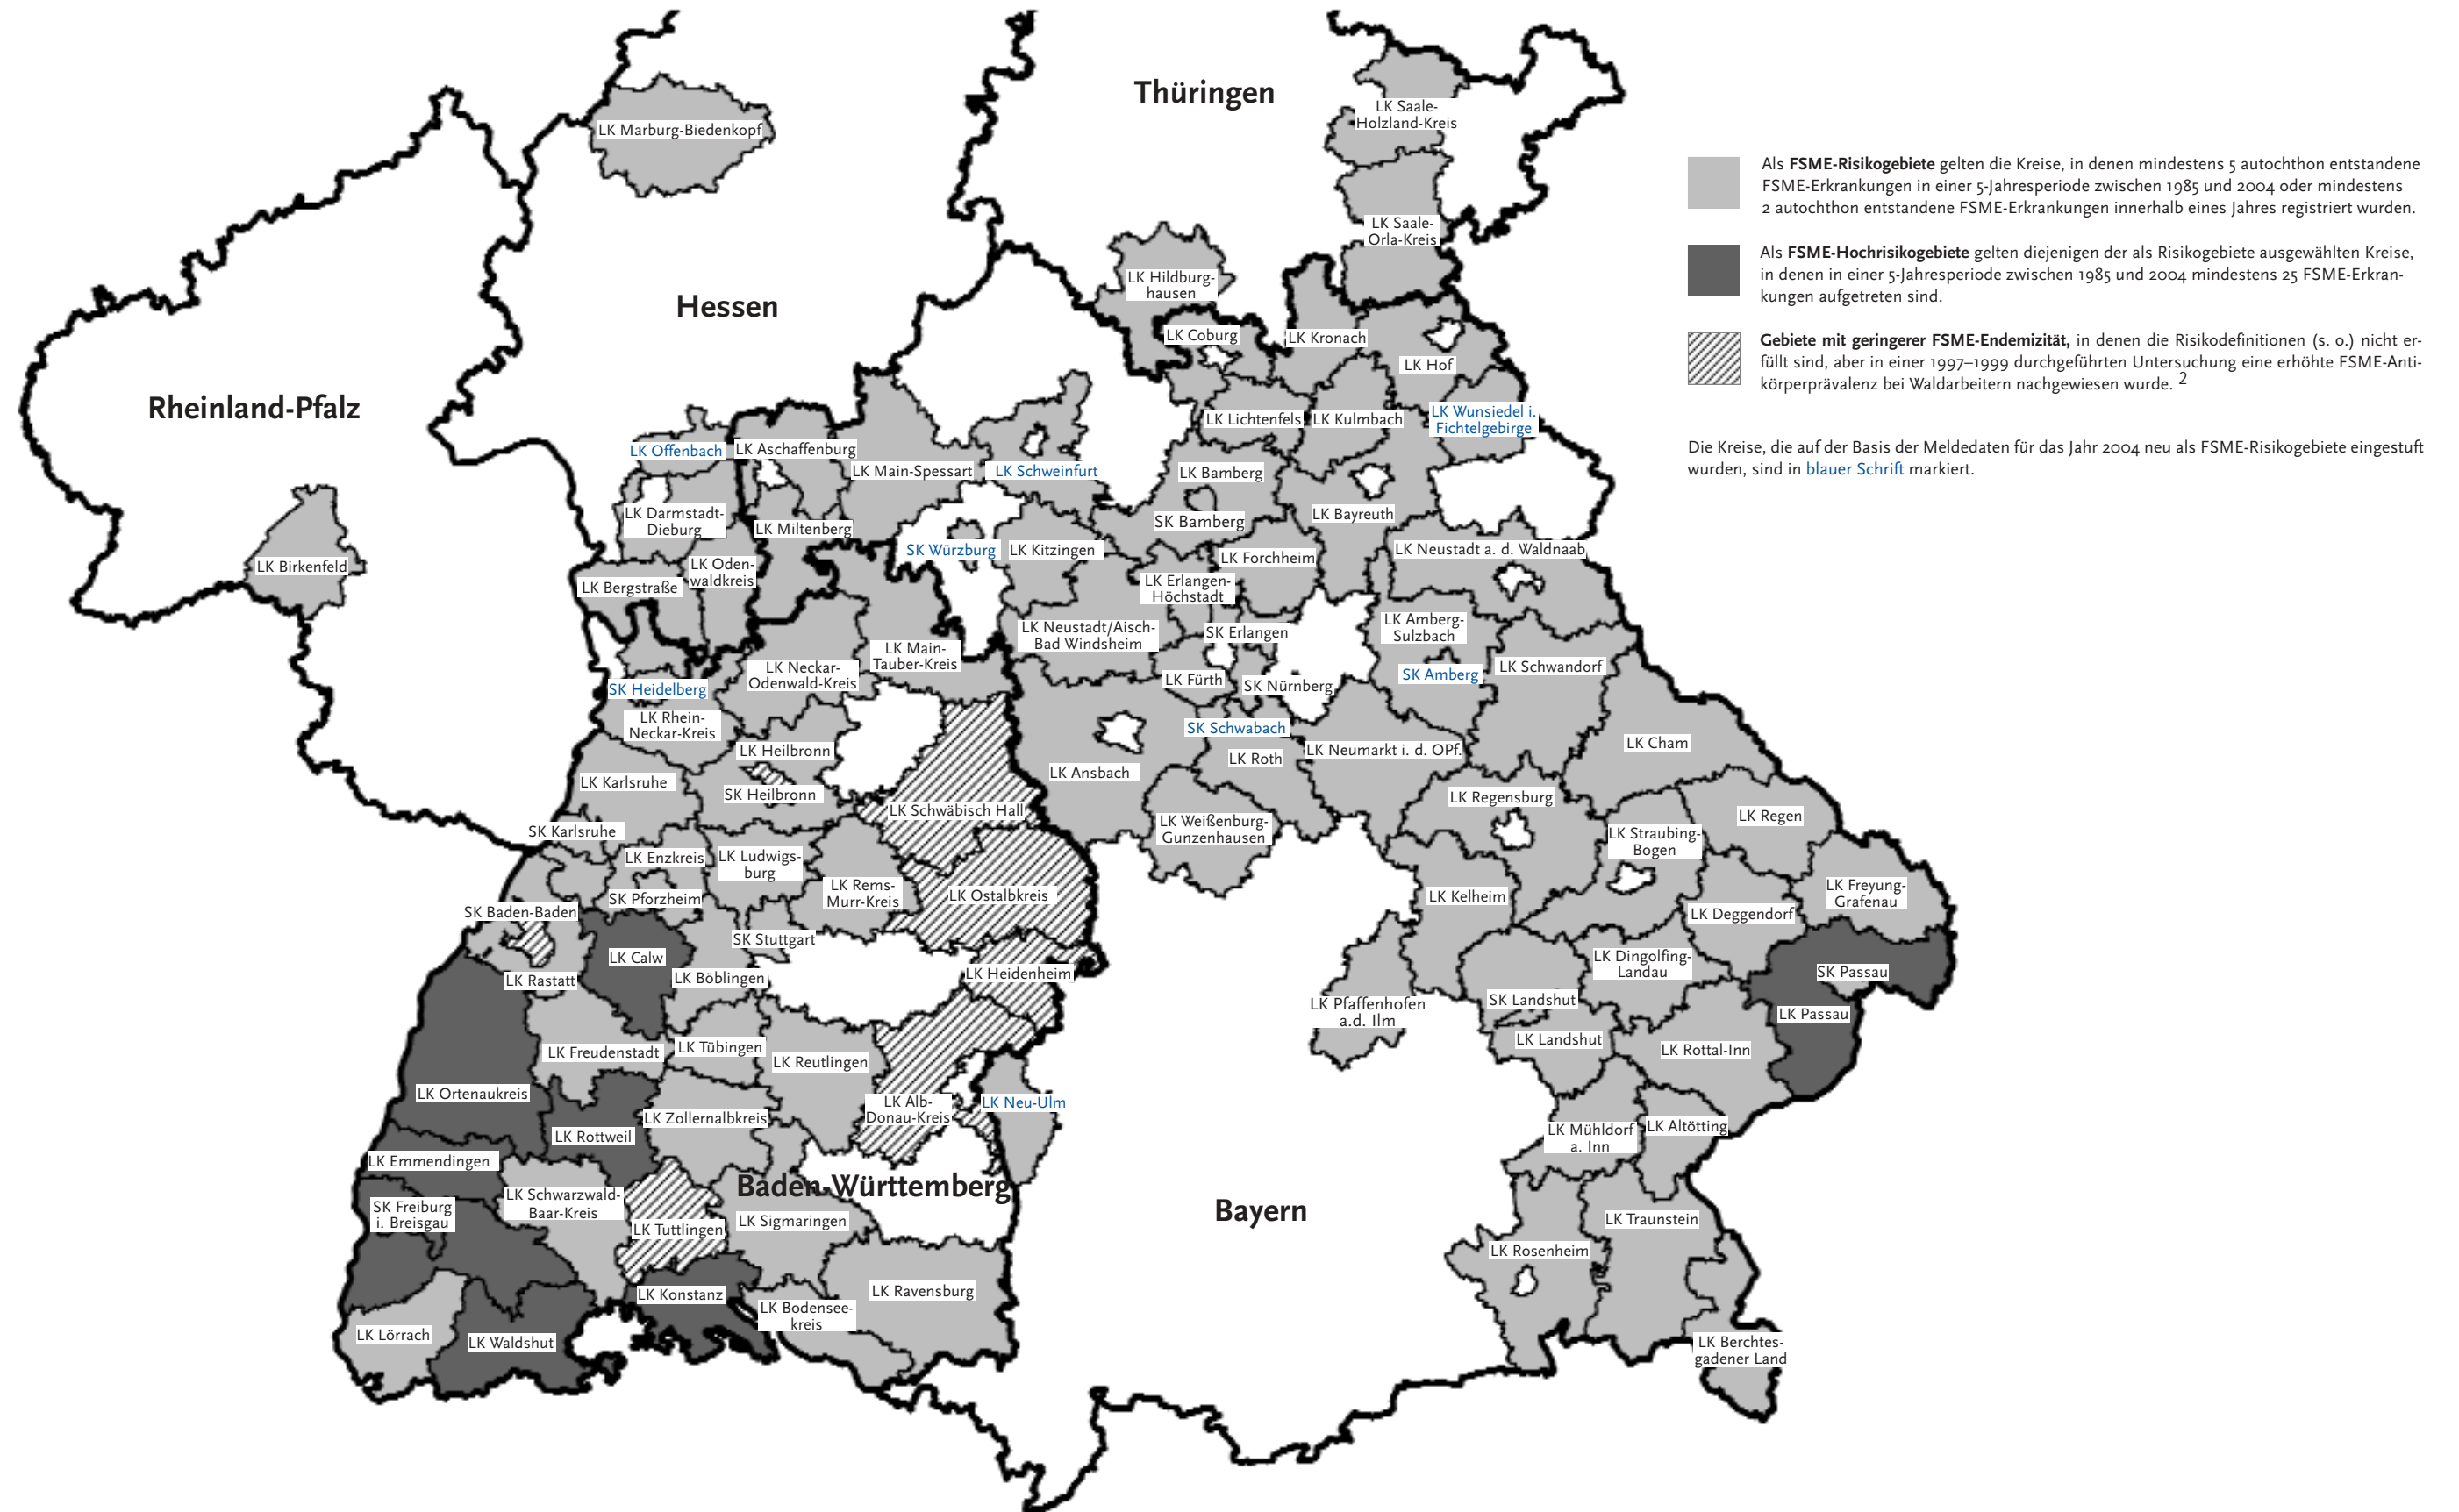 Thüringen
LK Saale-
Holzland-Kreis
LK Marburg-Biedenkopf
LK Saale-
Orla-Kreis
LK Hildburg-
hausen
Hessen
LK Coburg
LK Kronach
LK Hof
Rheinland-Pfalz
LK Lichtenfels
LK Kulmbach
LK Wunsiedel i.
Fichtelgebirge
LK Offenbach
LK Aschaffenburg
LK Main-Spessart
LK Schweinfurt
LK Bamberg
LK Darmstadt-
Dieburg
LK Miltenberg
SK Bamberg
LK Bayreuth
SK Würzburg
LK Kitzingen
LK Forchheim
LK Neustadt a. d. Waldnaab
LK Birkenfeld
LK Bergstraße
LK Oden-
waldkreis
LK Erlangen-
Höchstadt
LK Neustadt/Aisch-
Bad Windsheim
SK Erlangen
LK Amberg-
Sulzbach
LK Main-
Tauber-Kreis
LK Neckar-
Odenwald-Kreis
LK Schwandorf
SK Amberg
LK Fürth
SK Nürnberg
SK Heidelberg
LK Rhein-
Neckar-Kreis
SK Schwabach
LK Heilbronn
LK Roth
LK Neumarkt i. d. OPf.
LK Cham
LK Ansbach
LK Karlsruhe
SK Heilbronn
LK Schwäbisch Hall
LK Regensburg
LK Regen
LK Weißenburg-
Gunzenhausen
LK Straubing-
Bogen
SK Karlsruhe
LK Enzkreis
LK Ludwigs-
burg
LK Rems-
Murr-Kreis
LK Ostalbkreis
LK Kelheim
LK Freyung-
Grafenau
SK Pforzheim
SK Baden-Baden
LK Deggendorf
SK Stuttgart
LK Calw
LK Böblingen
LK Heidenheim
LK Dingolfing-
Landau
SK Passau
LK Rastatt
LK Pfaffenhofen
a.d. Ilm
SK Landshut
LK Passau
LK Freudenstadt
LK Tübingen
LK Reutlingen
LK Landshut
LK Rottal-Inn
LK Ortenaukreis
LK Alb-
Donau-Kreis
LK Neu-Ulm
LK Zollernalbkreis
LK Rottweil
LK Mühldorf
a. Inn
LK Altötting
LK Emmendingen
Baden-Württemberg
LK Schwarzwald-
Baar-Kreis
SK Freiburg
i. Breisgau
LK Tuttlingen
LK Sigmaringen
Bayern
LK Traunstein
LK Rosenheim
LK Konstanz
LK Ravensburg
LK Bodensee-
kreis
LK Lörrach
LK Waldshut
LK Berchtes-
gadener Land
Als FSME-Risikogebiete gelten die Kreise, in denen mindestens 5 autochthon entstandene
FSME-Erkrankungen in einer 5-Jahresperiode zwischen 1985 und 2004 oder mindestens
2 autochthon entstandene FSME-Erkrankungen innerhalb eines Jahres registriert wurden.
Als FSME-Hochrisikogebiete gelten diejenigen der als Risikogebiete ausgewählten Kreise,
in denen in einer 5-Jahresperiode zwischen 1985 und 2004 mindestens 25 FSME-Erkran-
kungen aufgetreten sind.
Gebiete mit geringerer FSME-Endemizität, in denen die Risikodefinitionen (s. o.) nicht er-
füllt sind, aber in einer 1997–1999 durchgeführten Untersuchung eine erhöhte FSME-Anti-
körperprävalenz bei Waldarbeitern nachgewiesen wurde. 2
Die Kreise, die auf der Basis der Meldedaten für das Jahr 2004 neu als FSME-Risikogebiete eingestuft
wurden, sind in blauer Schrift markiert.